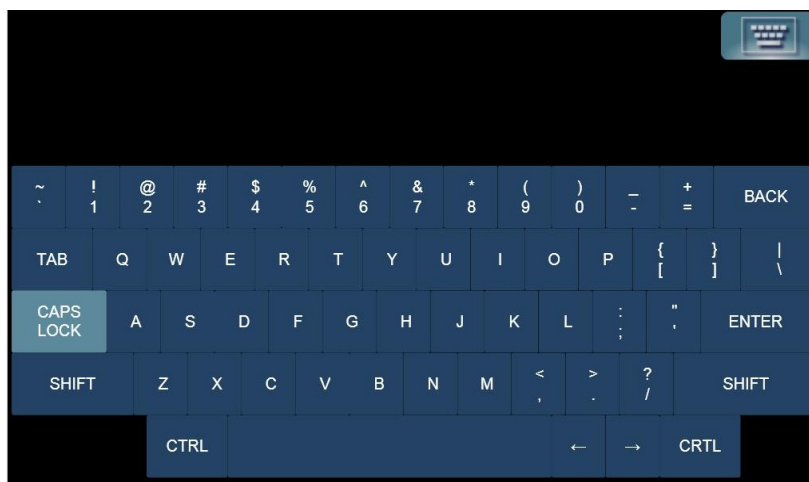 ~ ! @ # $ % ^ & * ( ) _ + BACK
` 1 2 3 4 5 6 7 8 9 0 - =
TAB Q W E R T Y U I O P { } |
[ ] \
CAPS
LOCK A S D F G H J K L : " ENTER
; '
SHIFT Z X C V B N M < > ? SHIFT
, . /
CTRL ← → CRTL